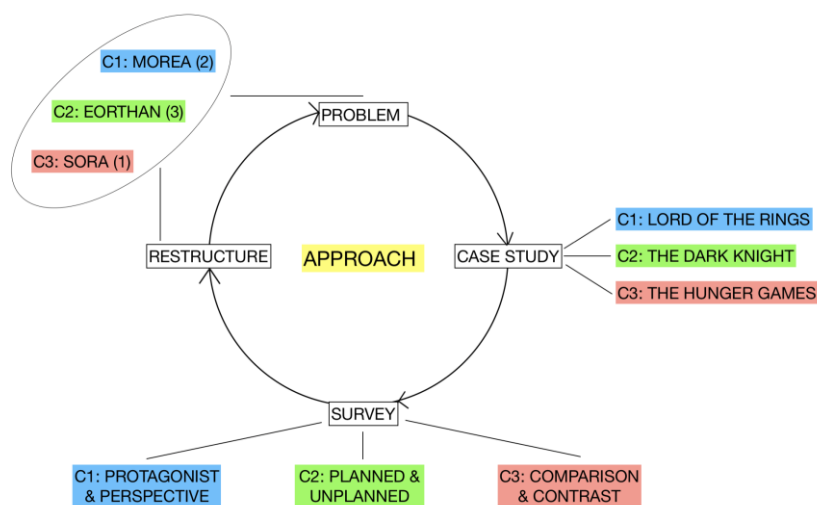 C1: MOREA (2)
C2: EORTHAN (3)
C3: SORA (1)
PROBLEM
RESTRUCTURE
APPROACH
CASE STUDY
C1: LORD OF THE RINGS
C2: THE DARK KNIGHT
C3: THE HUNGER GAMES
SURVEY
C1: PROTAGONIST
& PERSPECTIVE
C2: PLANNED &
UNPLANNED
C3: COMPARISON
& CONTRAST